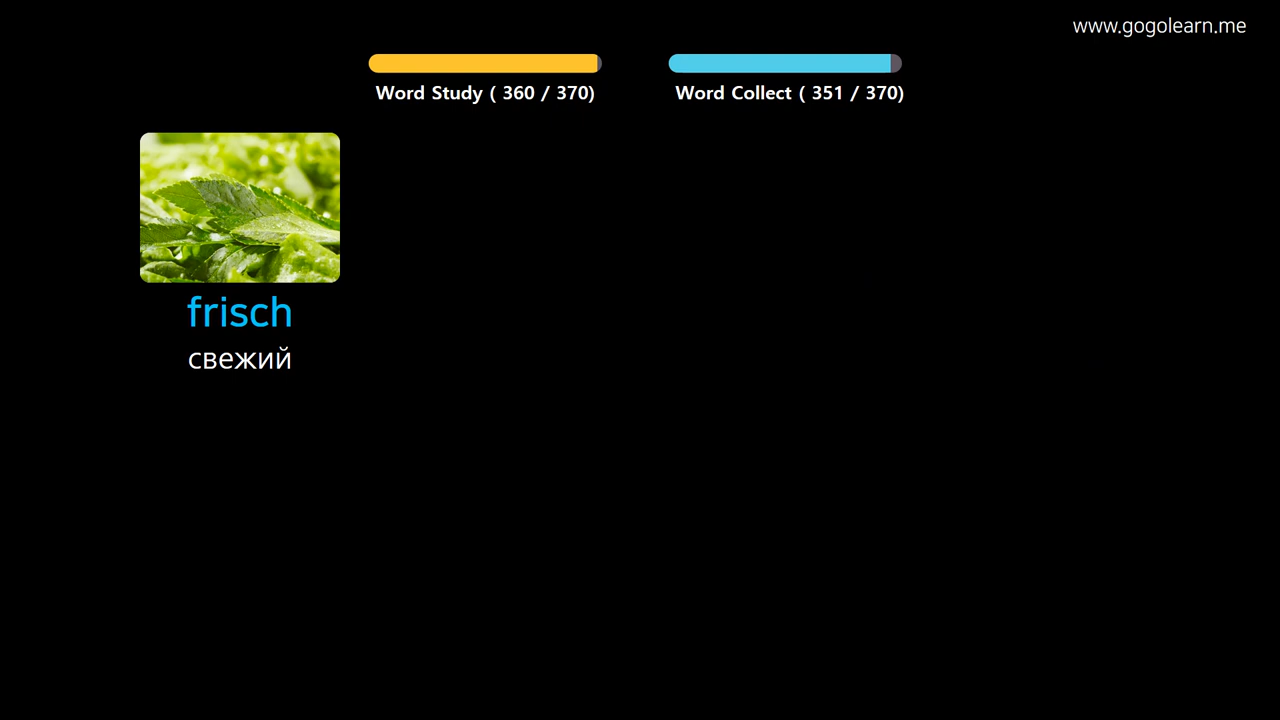 www.gogolearn.me
Word Study ( 360 / 370)
Word Collect ( 351 / 370)
frisch
свежий